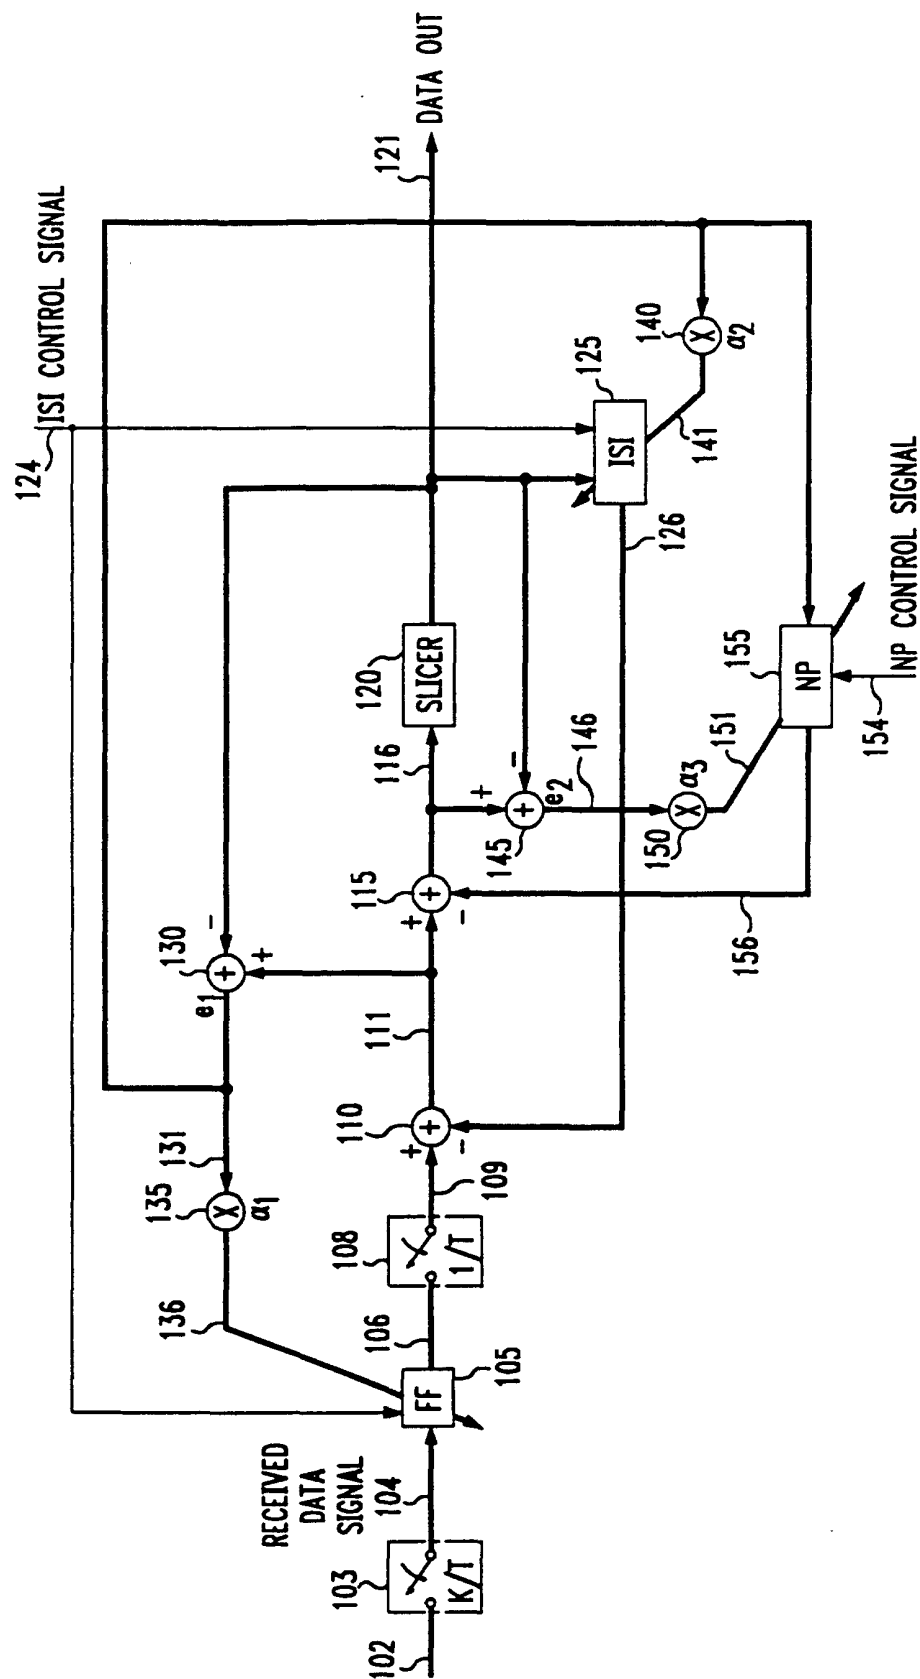 124
ISI CONTROL SIGNAL
130
-
+
e1
131
135
X
α1
136
RECEIVED
DATA
SIGNAL
102
103
K/T
104
FF
105
106
108
1/T
109
110
+
+
-
111
115
+
+
-
116
120
SLICER
121
DATA OUT
145
+
+
-
e2
146
125
ISI
126
140
X
α2
141
150
X
α3
151
155
NP
156
154
NP CONTROL SIGNAL